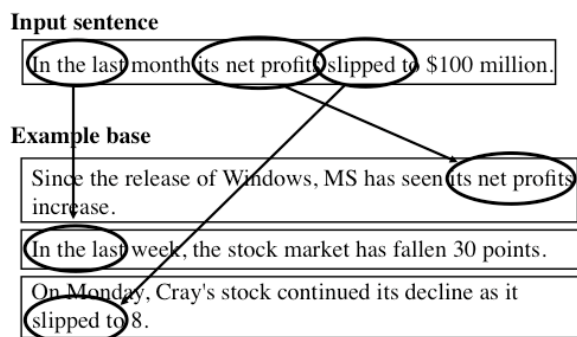 Input sentence
In the last month its net profits slipped to $100 million.
Example base
Since the release of Windows, MS has seen its net profits
increase.
In the last week, the stock market has fallen 30 points.
On Monday, Cray's stock continued its decline as it
slipped to 8.